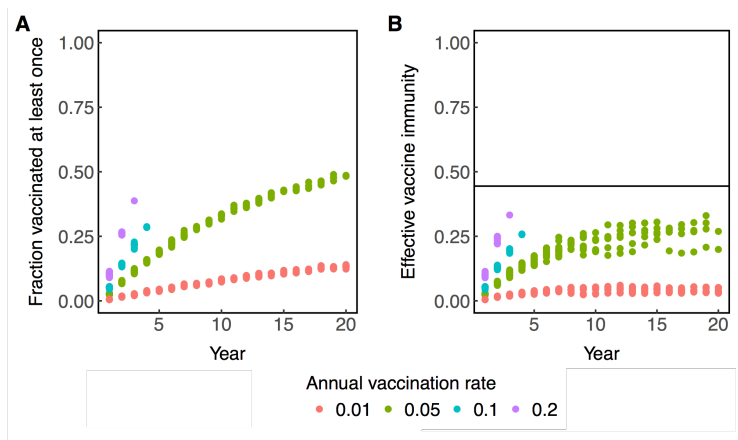 A
B
Fraction vaccinated at least once
1.00
0.75
0.50
0.25
0.00
5
10
15
20
Year
Effective vaccine immunity
1.00
0.75
0.50
0.25
0.00
5
10
15
20
Year
Annual vaccination rate
0.01 0.05 0.1 0.2